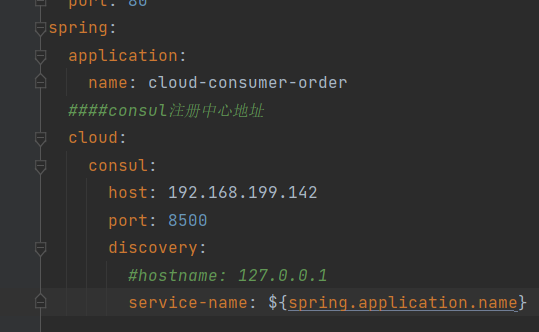 port: 80
spring:
application:
name: cloud-consumer-order
####consul注册中心地址
cloud:
consul:
host: 192.168.199.142
port: 8500
discovery:
#hostname: 127.0.0.1
service-name: ${spring.application.name}